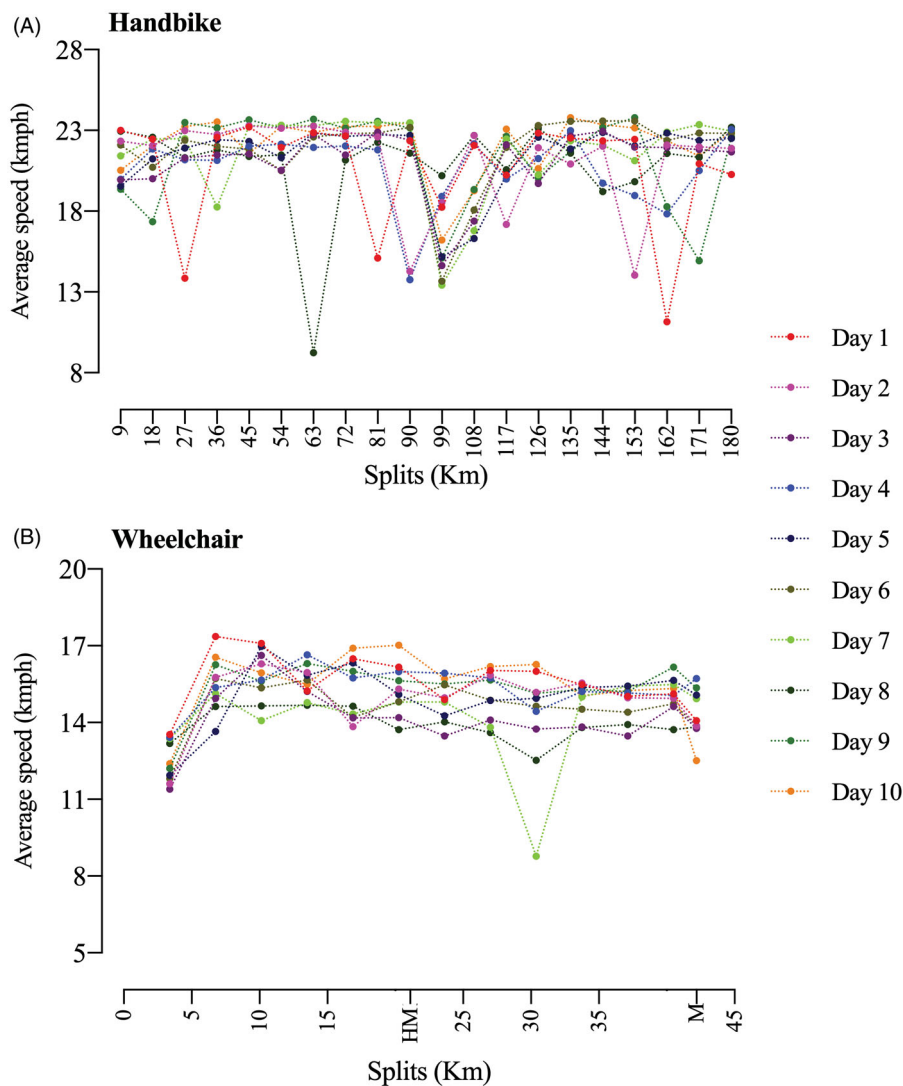 (A) Handbike
28
23
18
13
8
Average speed (kmph)
9 18 27 36 45 54 63 72 81 90 99 108 117 126 135 144 153 162 171 180
Splits (Km)
Day 1
Day 2
Day 3
Day 4
Day 5
Day 6
Day 7
Day 8
Day 9
Day 10
(B) Wheelchair
20
17
14
11
8
5
Average speed (kmph)
0 5 10 15 HM 25 30 35 M 45
Splits (Km)